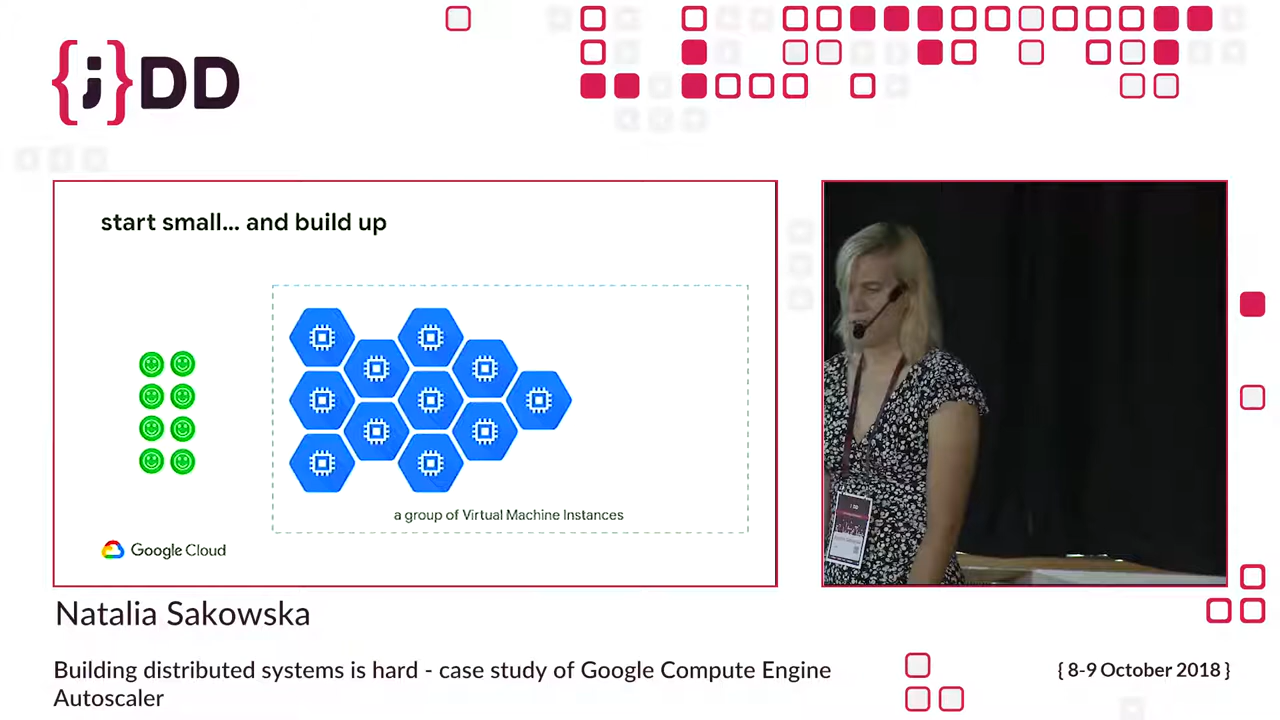 {j}DD
start small... and build up
a group of Virtual Machine Instances
Google Cloud
Natalia Sakowska
Building distributed systems is hard - case study of Google Compute Engine
Autoscaler
{ 8-9 October 2018 }